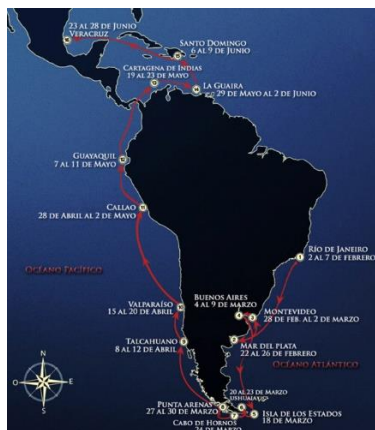 23 al 28 de Junio
Veracruz
Santo Domingo
6 al 9 de Junio
Cartagena de Indias
19 al 23 de Mayo
La Guaira
29 de Mayo al 2 de Junio
Guayaquil
7 al 11 de Mayo
Callao
28 de Abril al 2 de Mayo
Río de Janeiro
2 al 7 de febrero
Océano Pacífico
Buenos Aires
4 al 9 de marzo
Valparaíso
15 al 20 de Abril
Montevideo
28 de feb. al 2 de marzo
Talcahuano
8 al 12 de Abril
Mar del Plata
22 al 26 de febrero
Océano Atlántico
N
O
E
S
20 al 23 de Marzo
Ushuaia
Punta Arenas
27 al 30 de Marzo
Isla de los Estados
18 de Marzo
Cabo de Hornos